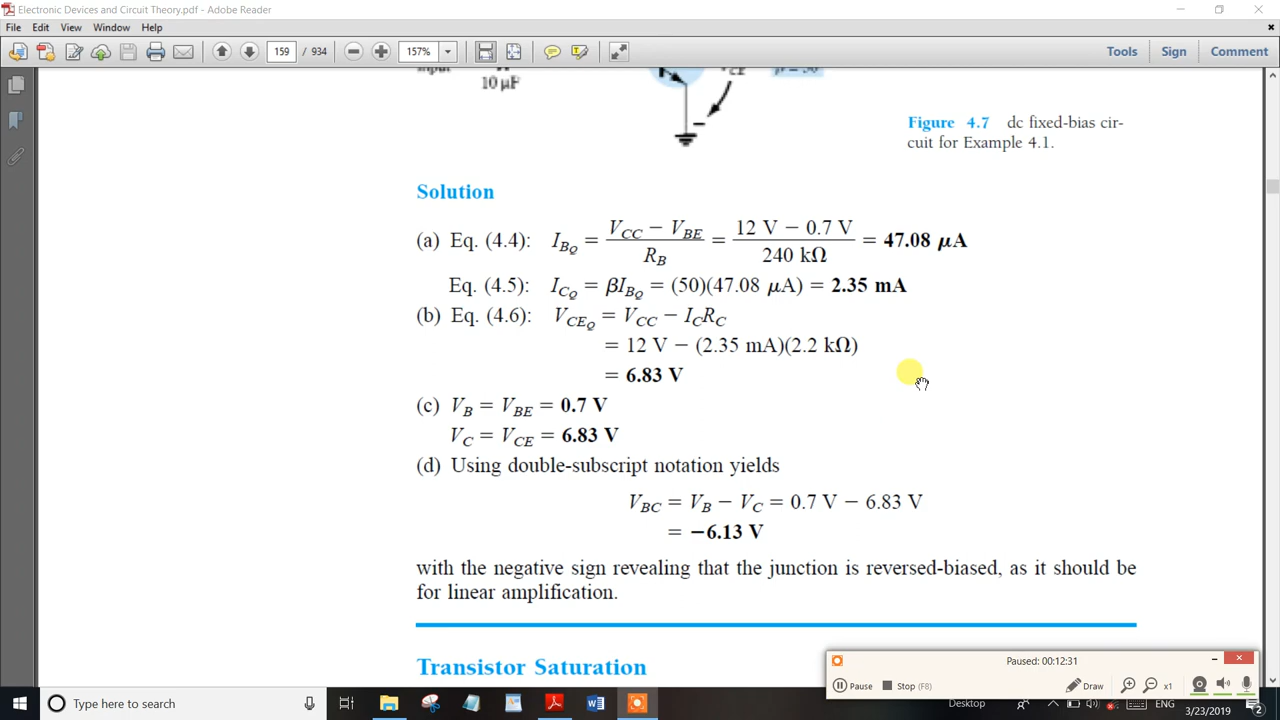 Electronic Devices and Circuit Theory.pdf - Adobe Reader
File Edit View Window Help
159 / 934 157% Tools Sign Comment
10 µF
Figure 4.7 dc fixed-bias cir-
cuit for Example 4.1.
Solution
(a) Eq. (4.4): I_BQ = (V_CC − V_BE) / R_B = (12 V − 0.7 V) / 240 kΩ = 47.08 µA
Eq. (4.5): I_CQ = βI_BQ = (50)(47.08 µA) = 2.35 mA
(b) Eq. (4.6): V_CEQ = V_CC − I_CR_C
= 12 V − (2.35 mA)(2.2 kΩ)
= 6.83 V
(c) V_B = V_BE = 0.7 V
V_C = V_CE = 6.83 V
(d) Using double-subscript notation yields
V_BC = V_B − V_C = 0.7 V − 6.83 V
= −6.13 V
with the negative sign revealing that the junction is reversed-biased, as it should be
for linear amplification.
Transistor Saturation
Paused: 00:12:31
Pause Stop (F8) Draw x1
Type here to search Desktop ENG
3/23/2019 2